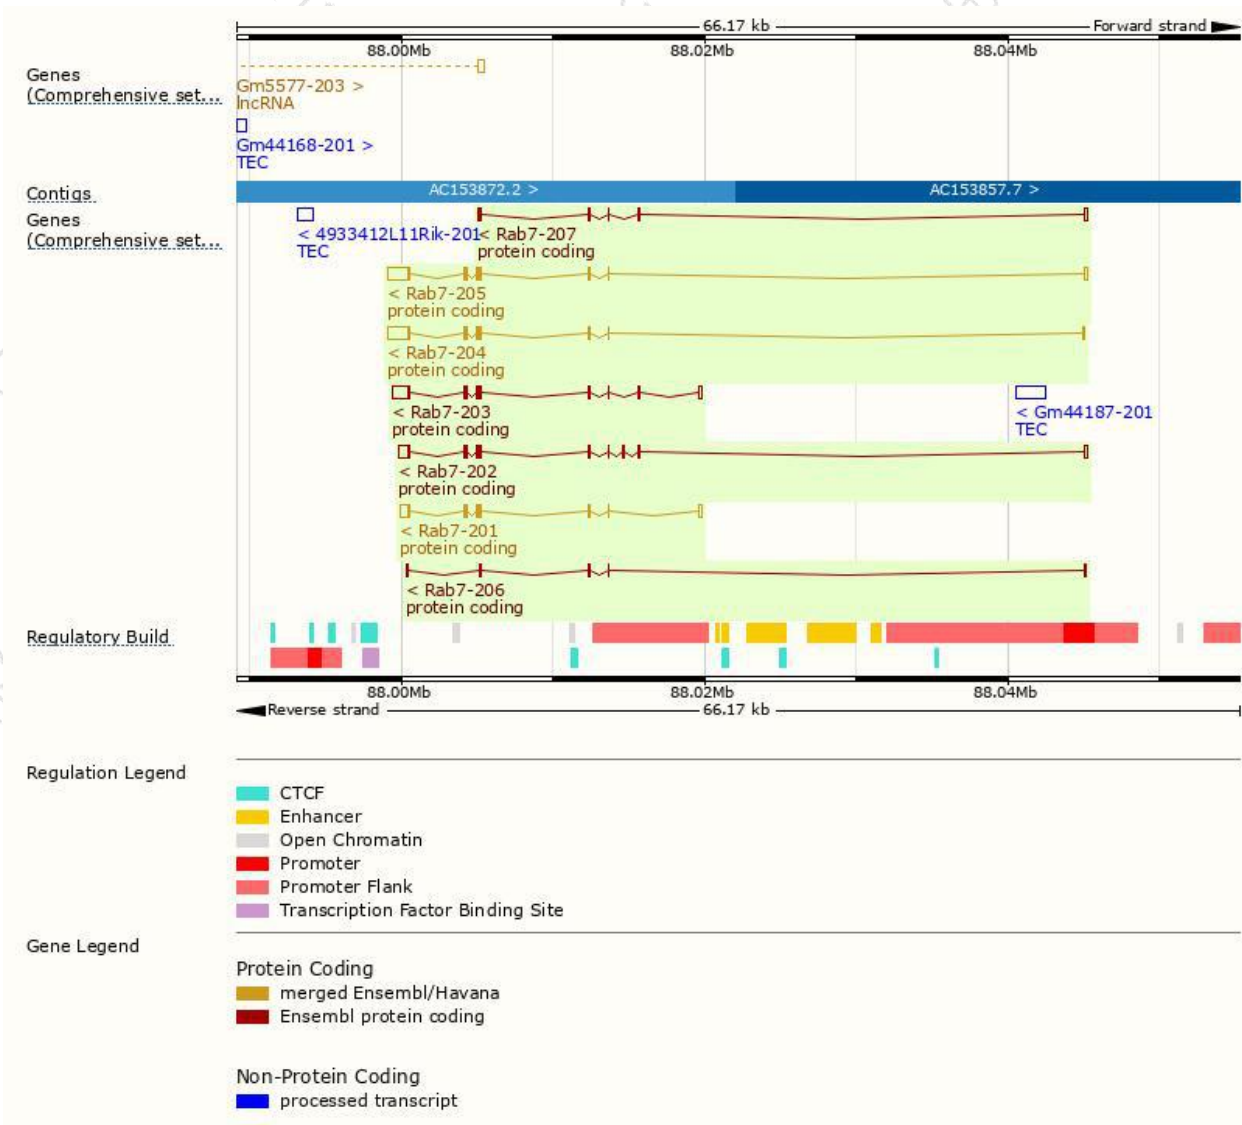 66.17 kb
Forward strand
88.00Mb 88.02Mb 88.04Mb
Genes
(Comprehensive set...
Gm5577-203 >
lncRNA
Gm44168-201 >
TEC
Contigs
AC153872.2 > AC153857.7 >
Genes
(Comprehensive set...
< 4933412L11Rik-201
TEC
< Rab7-207
protein coding
< Rab7-205
protein coding
< Rab7-204
protein coding
< Rab7-203
protein coding
< Gm44187-201
TEC
< Rab7-202
protein coding
< Rab7-201
protein coding
< Rab7-206
protein coding
Regulatory Build
88.00Mb 88.02Mb 88.04Mb
Reverse strand
66.17 kb
Regulation Legend
CTCF
Enhancer
Open Chromatin
Promoter
Promoter Flank
Transcription Factor Binding Site
Gene Legend
Protein Coding
merged Ensembl/Havana
Ensembl protein coding
Non-Protein Coding
processed transcript